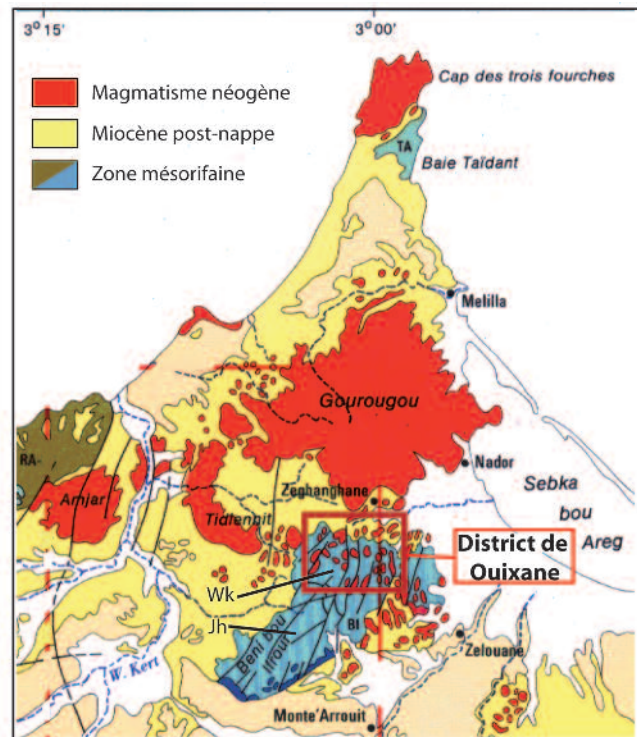 3° 15'
3° 00'
Magmatisme néogène
Miocène post-nappe
Zone mésorifaine
Cap des trois fourches
TA
Baie Taïdant
Melilla
Gourougou
Nador
RA-
Amjar
Tidiennit
Zeghanghane
Sebka
bou
Areg
District de
Ouixane
Wk
Jh
BI
Beni bou
Ifrour
Zelouane
W. Kert
Monte'Arrouit